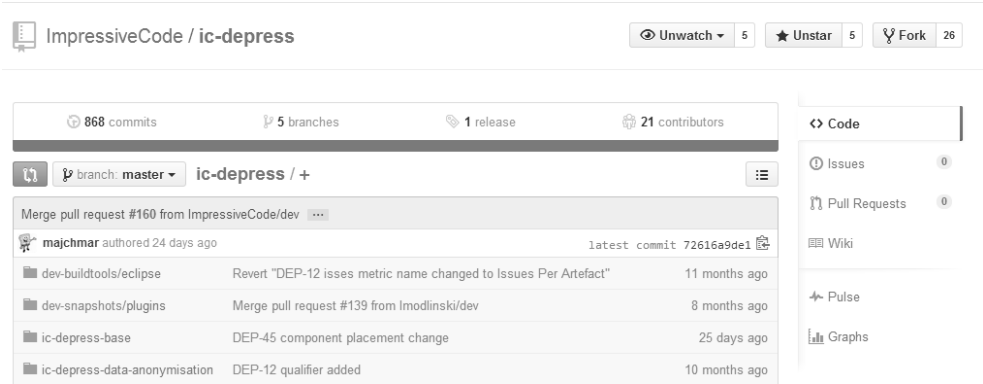 ImpressiveCode / ic-depress
Unwatch 5 Unstar 5 Fork 26
868 commits 5 branches 1 release 21 contributors
branch: master ic-depress / +
Merge pull request #160 from ImpressiveCode/dev ...
majchmar authored 24 days ago latest commit 72616a9de1
dev-buildtools/eclipse Revert "DEP-12 isses metric name changed to Issues Per Artefact" 11 months ago
dev-snapshots/plugins Merge pull request #139 from lmodlinski/dev 8 months ago
ic-depress-base DEP-45 component placement change 25 days ago
ic-depress-data-anonymisation DEP-12 qualifier added 10 months ago
Code
Issues 0
Pull Requests 0
Wiki
Pulse
Graphs